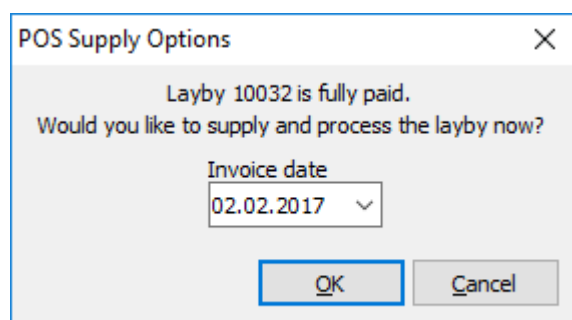 POS Supply Options
Layby 10032 is fully paid.
Would you like to supply and process the layby now?
Invoice date
02.02.2017
OK
Cancel